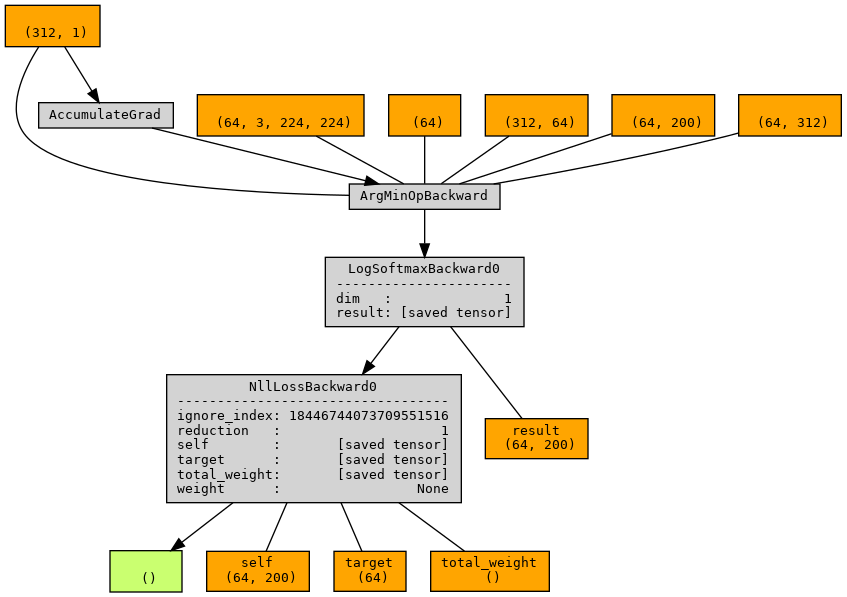 (312, 1)
AccumulateGrad
(64, 3, 224, 224)
(64)
(312, 64)
(64, 200)
(64, 312)
ArgMinOpBackward
LogSoftmaxBackward0
----------------------
dim   :              1
result: [saved tensor]
NllLossBackward0
----------------------------------
ignore_index: 18446744073709551516
reduction   :                    1
self        :       [saved tensor]
target      :       [saved tensor]
total_weight:       [saved tensor]
weight      :                 None
result
(64, 200)
()
self
(64, 200)
target
(64)
total_weight
()